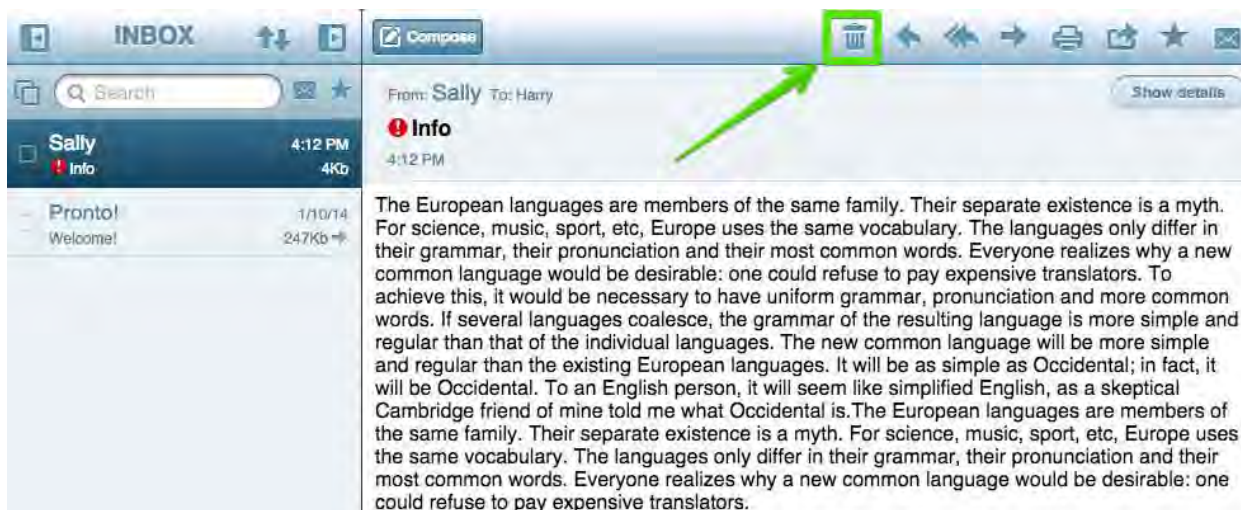 INBOX
Compose
Search
From: Sally To: Harry
Show details
Info
4:12 PM
Sally 4:12 PM
Info 4Kb
Pronto! 1/10/14
Welcome! 247Kb
The European languages are members of the same family. Their separate existence is a myth.
For science, music, sport, etc, Europe uses the same vocabulary. The languages only differ in
their grammar, their pronunciation and their most common words. Everyone realizes why a new
common language would be desirable: one could refuse to pay expensive translators. To
achieve this, it would be necessary to have uniform grammar, pronunciation and more common
words. If several languages coalesce, the grammar of the resulting language is more simple and
regular than that of the individual languages. The new common language will be more simple
and regular than the existing European languages. It will be as simple as Occidental; in fact, it
will be Occidental. To an English person, it will seem like simplified English, as a skeptical
Cambridge friend of mine told me what Occidental is.The European languages are members of
the same family. Their separate existence is a myth. For science, music, sport, etc, Europe uses
the same vocabulary. The languages only differ in their grammar, their pronunciation and their
most common words. Everyone realizes why a new common language would be desirable: one
could refuse to pay expensive translators.